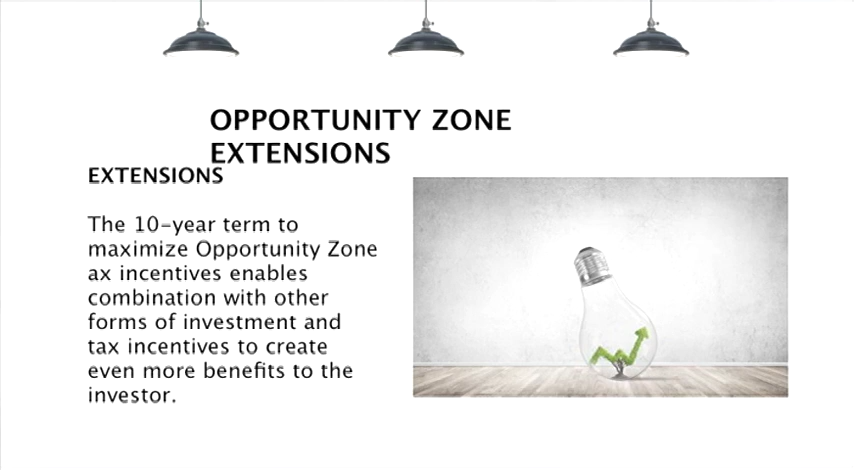 OPPORTUNITY ZONE
EXTENSIONS
EXTENSIONS
The 10-year term to
maximize Opportunity Zone
ax incentives enables
combination with other
forms of investment and
tax incentives to create
even more benefits to the
investor.